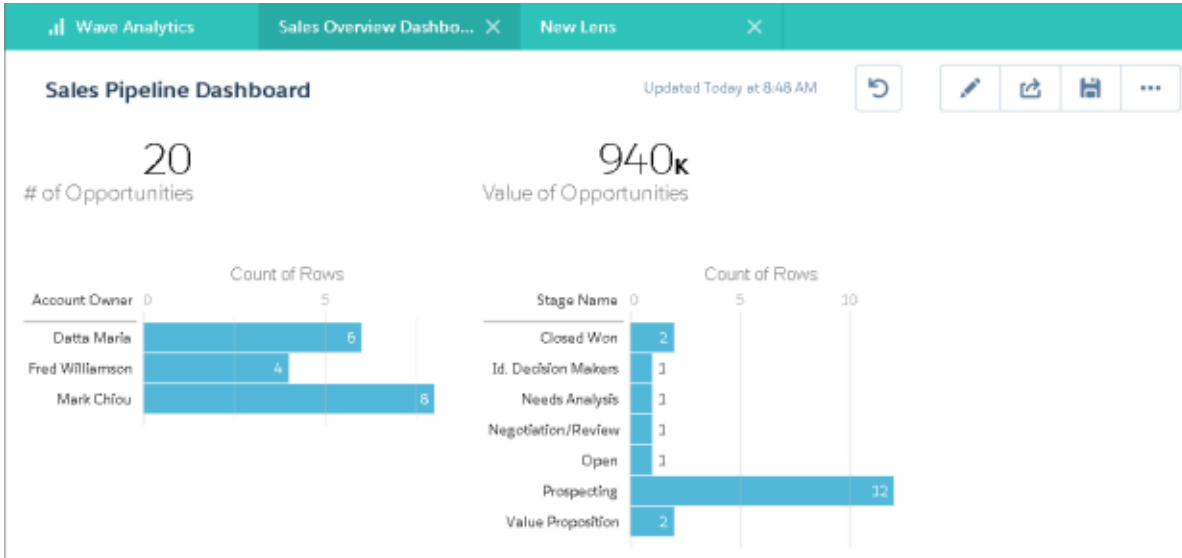 Wave Analytics Sales Overview Dashbo... New Lens
Sales Pipeline Dashboard Updated Today at 8:48 AM
20 940K
# of Opportunities Value of Opportunities
Count of Rows
Account Owner 0 5
Datta Maria 6
Fred Williamson 4
Mark Chiou 8
Count of Rows
Stage Name 0 5 10
Closed Won 2
Id. Decision Makers 1
Needs Analysis 1
Negotiation/Review 1
Open 1
Prospecting 12
Value Proposition 2